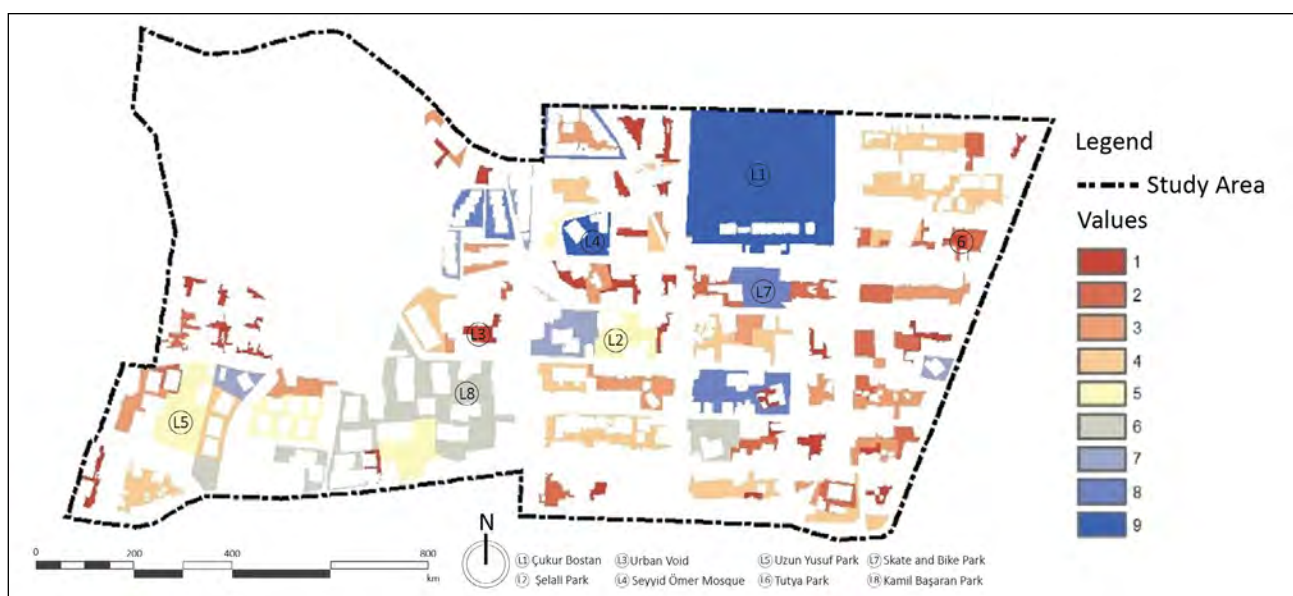 L1
L4
6
L7
L3
L2
L8
L5
Legend
Study Area
Values
1
2
3
4
5
6
7
8
9
N
0 200 400 800
km
L1 Çukur Bostan L3 Urban Void L5 Uzun Yusuf Park L7 Skate and Bike Park
L2 Şelali Park L4 Seyyid Ömer Mosque L6 Tutya Park L8 Kamil Başaran Park